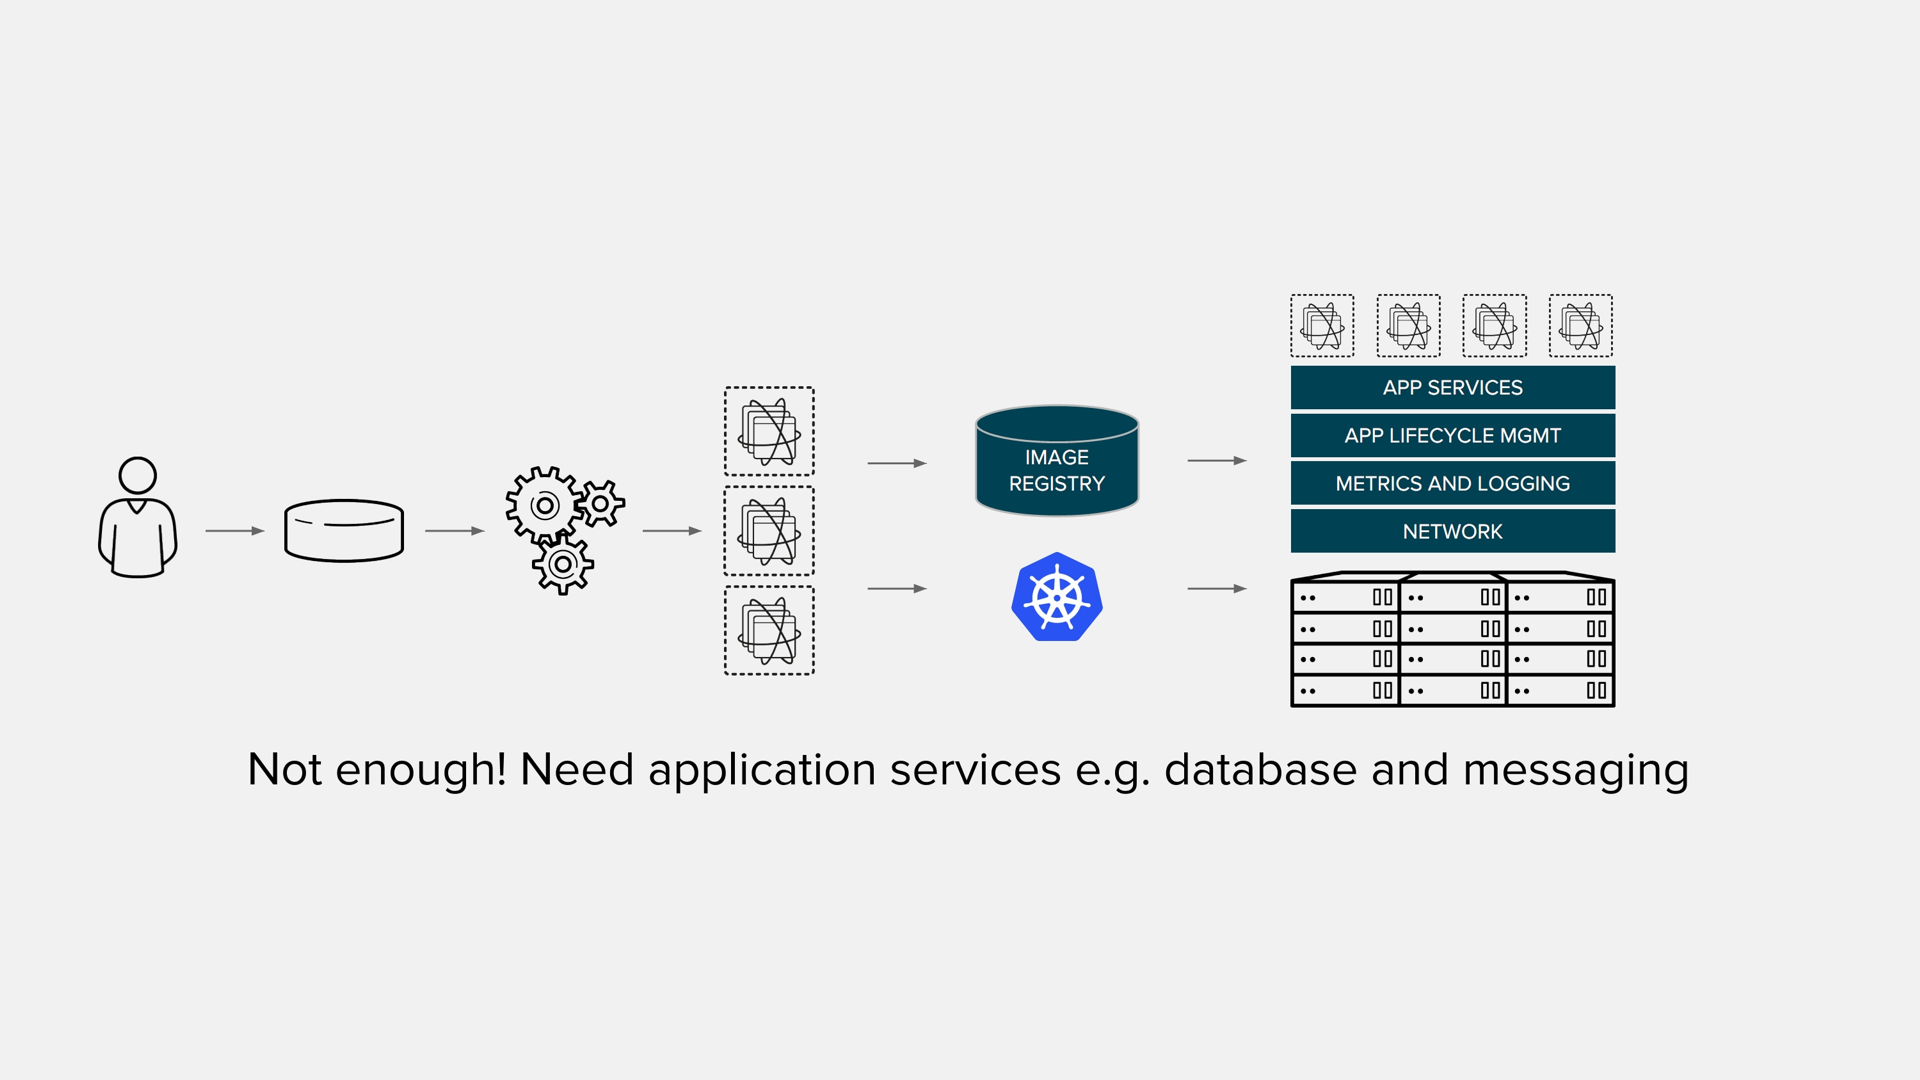 IMAGE
REGISTRY
APP SERVICES
APP LIFECYCLE MGMT
METRICS AND LOGGING
NETWORK
Not enough! Need application services e.g. database and messaging